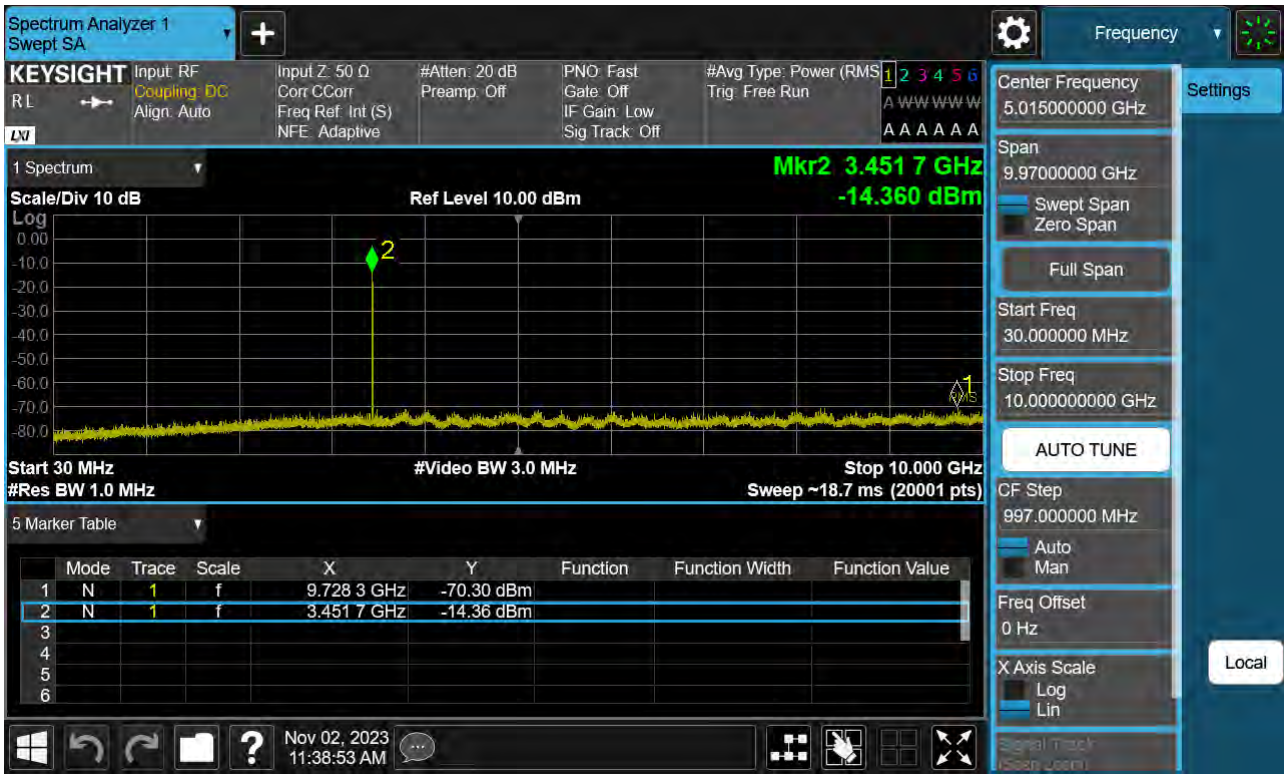 Spectrum Analyzer 1
Swept SA
+
Frequency
KEYSIGHT
RL
LXI
Input: RF
Coupling: DC
Align: Auto
Input Z: 50 Ω
Corr CCorr
Freq Ref: Int (S)
NFE: Adaptive
#Atten: 20 dB
Preamp: Off
PNO: Fast
Gate: Off
IF Gain: Low
Sig Track: Off
#Avg Type: Power (RMS
Trig: Free Run
1 2 3 4 5 6
A W W W W W
A A A A A A
1 Spectrum
Mkr2 3.451 7 GHz
Scale/Div 10 dB
Ref Level 10.00 dBm
-14.360 dBm
Log
0.00
-10.0
-20.0
-30.0
-40.0
-50.0
-60.0
-70.0
-80.0
2
1
RMS
Start 30 MHz
#Video BW 3.0 MHz
Stop 10.000 GHz
#Res BW 1.0 MHz
Sweep ~18.7 ms (20001 pts)
5 Marker Table
Mode Trace Scale X Y Function Function Width Function Value
1 N 1 f 9.728 3 GHz -70.30 dBm
2 N 1 f 3.451 7 GHz -14.36 dBm
3
4
5
6
?
Nov 02, 2023
11:38:53 AM
Center Frequency
5.015000000 GHz
Span
9.97000000 GHz
Swept Span
Zero Span
Full Span
Start Freq
30.000000 MHz
Stop Freq
10.000000000 GHz
AUTO TUNE
CF Step
997.000000 MHz
Auto
Man
Freq Offset
0 Hz
X Axis Scale
Log
Lin
Signal Track
(Span Zoom)
Settings
Local